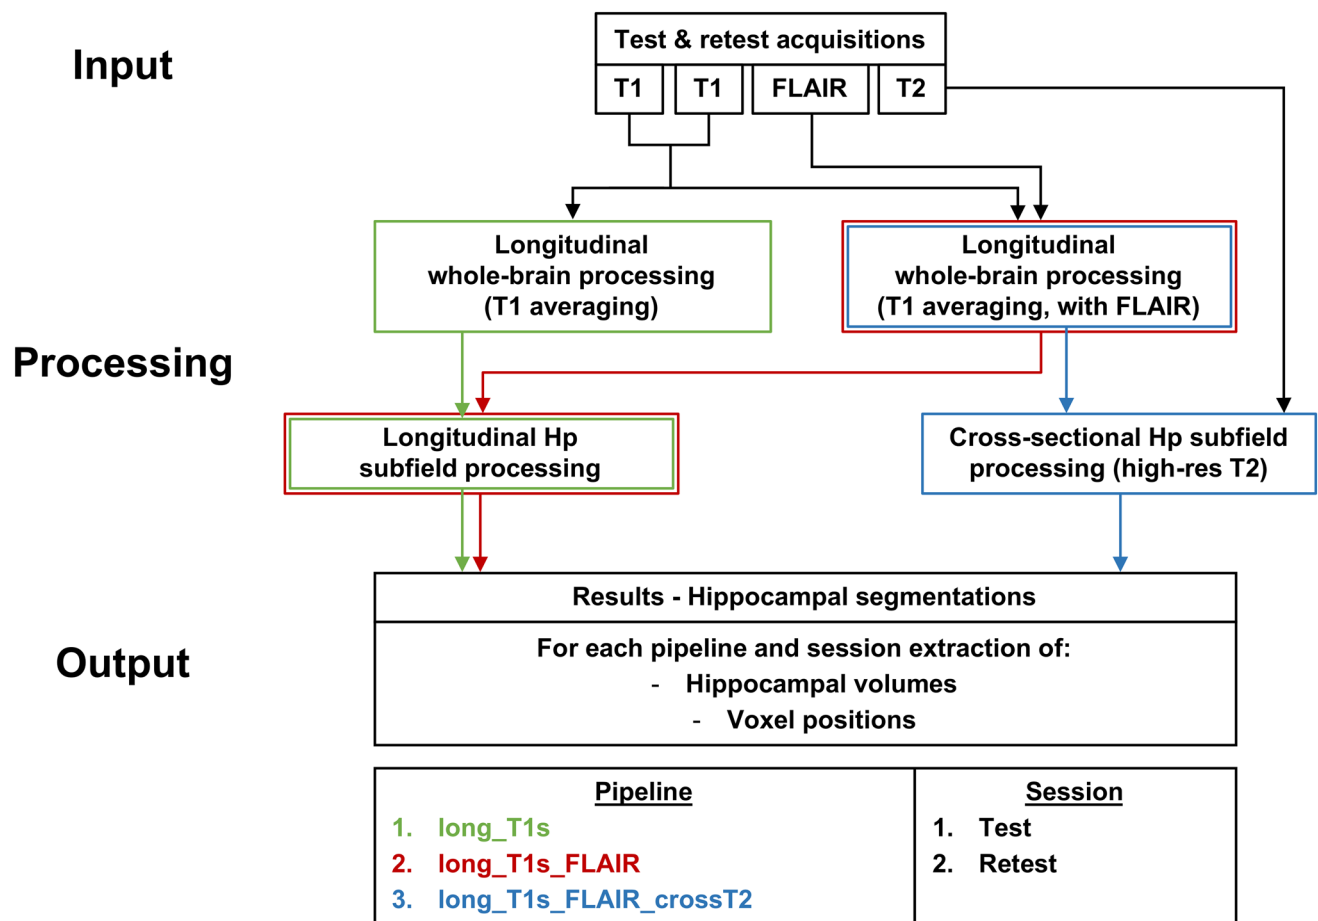 Input
Test & retest acquisitions
T1
T1
FLAIR
T2
Longitudinal
whole-brain processing
(T1 averaging)
Longitudinal
whole-brain processing
(T1 averaging, with FLAIR)
Processing
Longitudinal Hp
subfield processing
Cross-sectional Hp subfield
processing (high-res T2)
Output
Results - Hippocampal segmentations
For each pipeline and session extraction of:
- Hippocampal volumes
- Voxel positions
Pipeline
1. long_T1s
2. long_T1s_FLAIR
3. long_T1s_FLAIR_crossT2
Session
1. Test
2. Retest